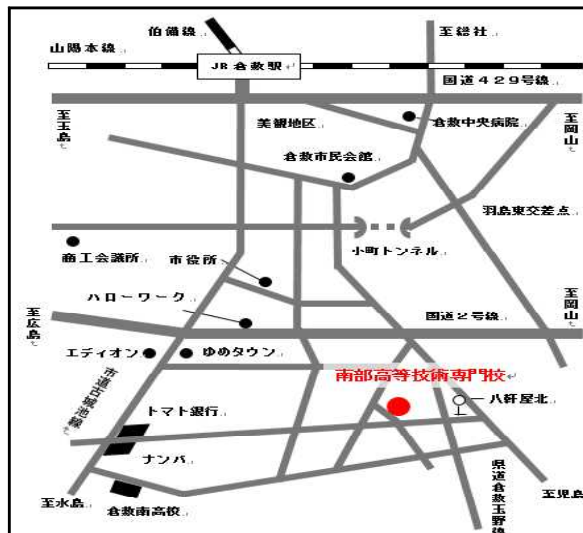 伯備線
至総社
山陽本線
JR倉敷駅
国道429号線
至玉島
美観地区
倉敷中央病院
至岡山
倉敷市民会館
羽島東交差点
小町トンネル
商工会議所
市役所
ハローワーク
至広島
国道2号線
至岡山
エディオン
ゆめタウン
市道古城池線
南部高等技術専門校
八軒屋北
トマト銀行
ナンバ
県道倉敷玉野線
至水島
倉敷南高校
至児島